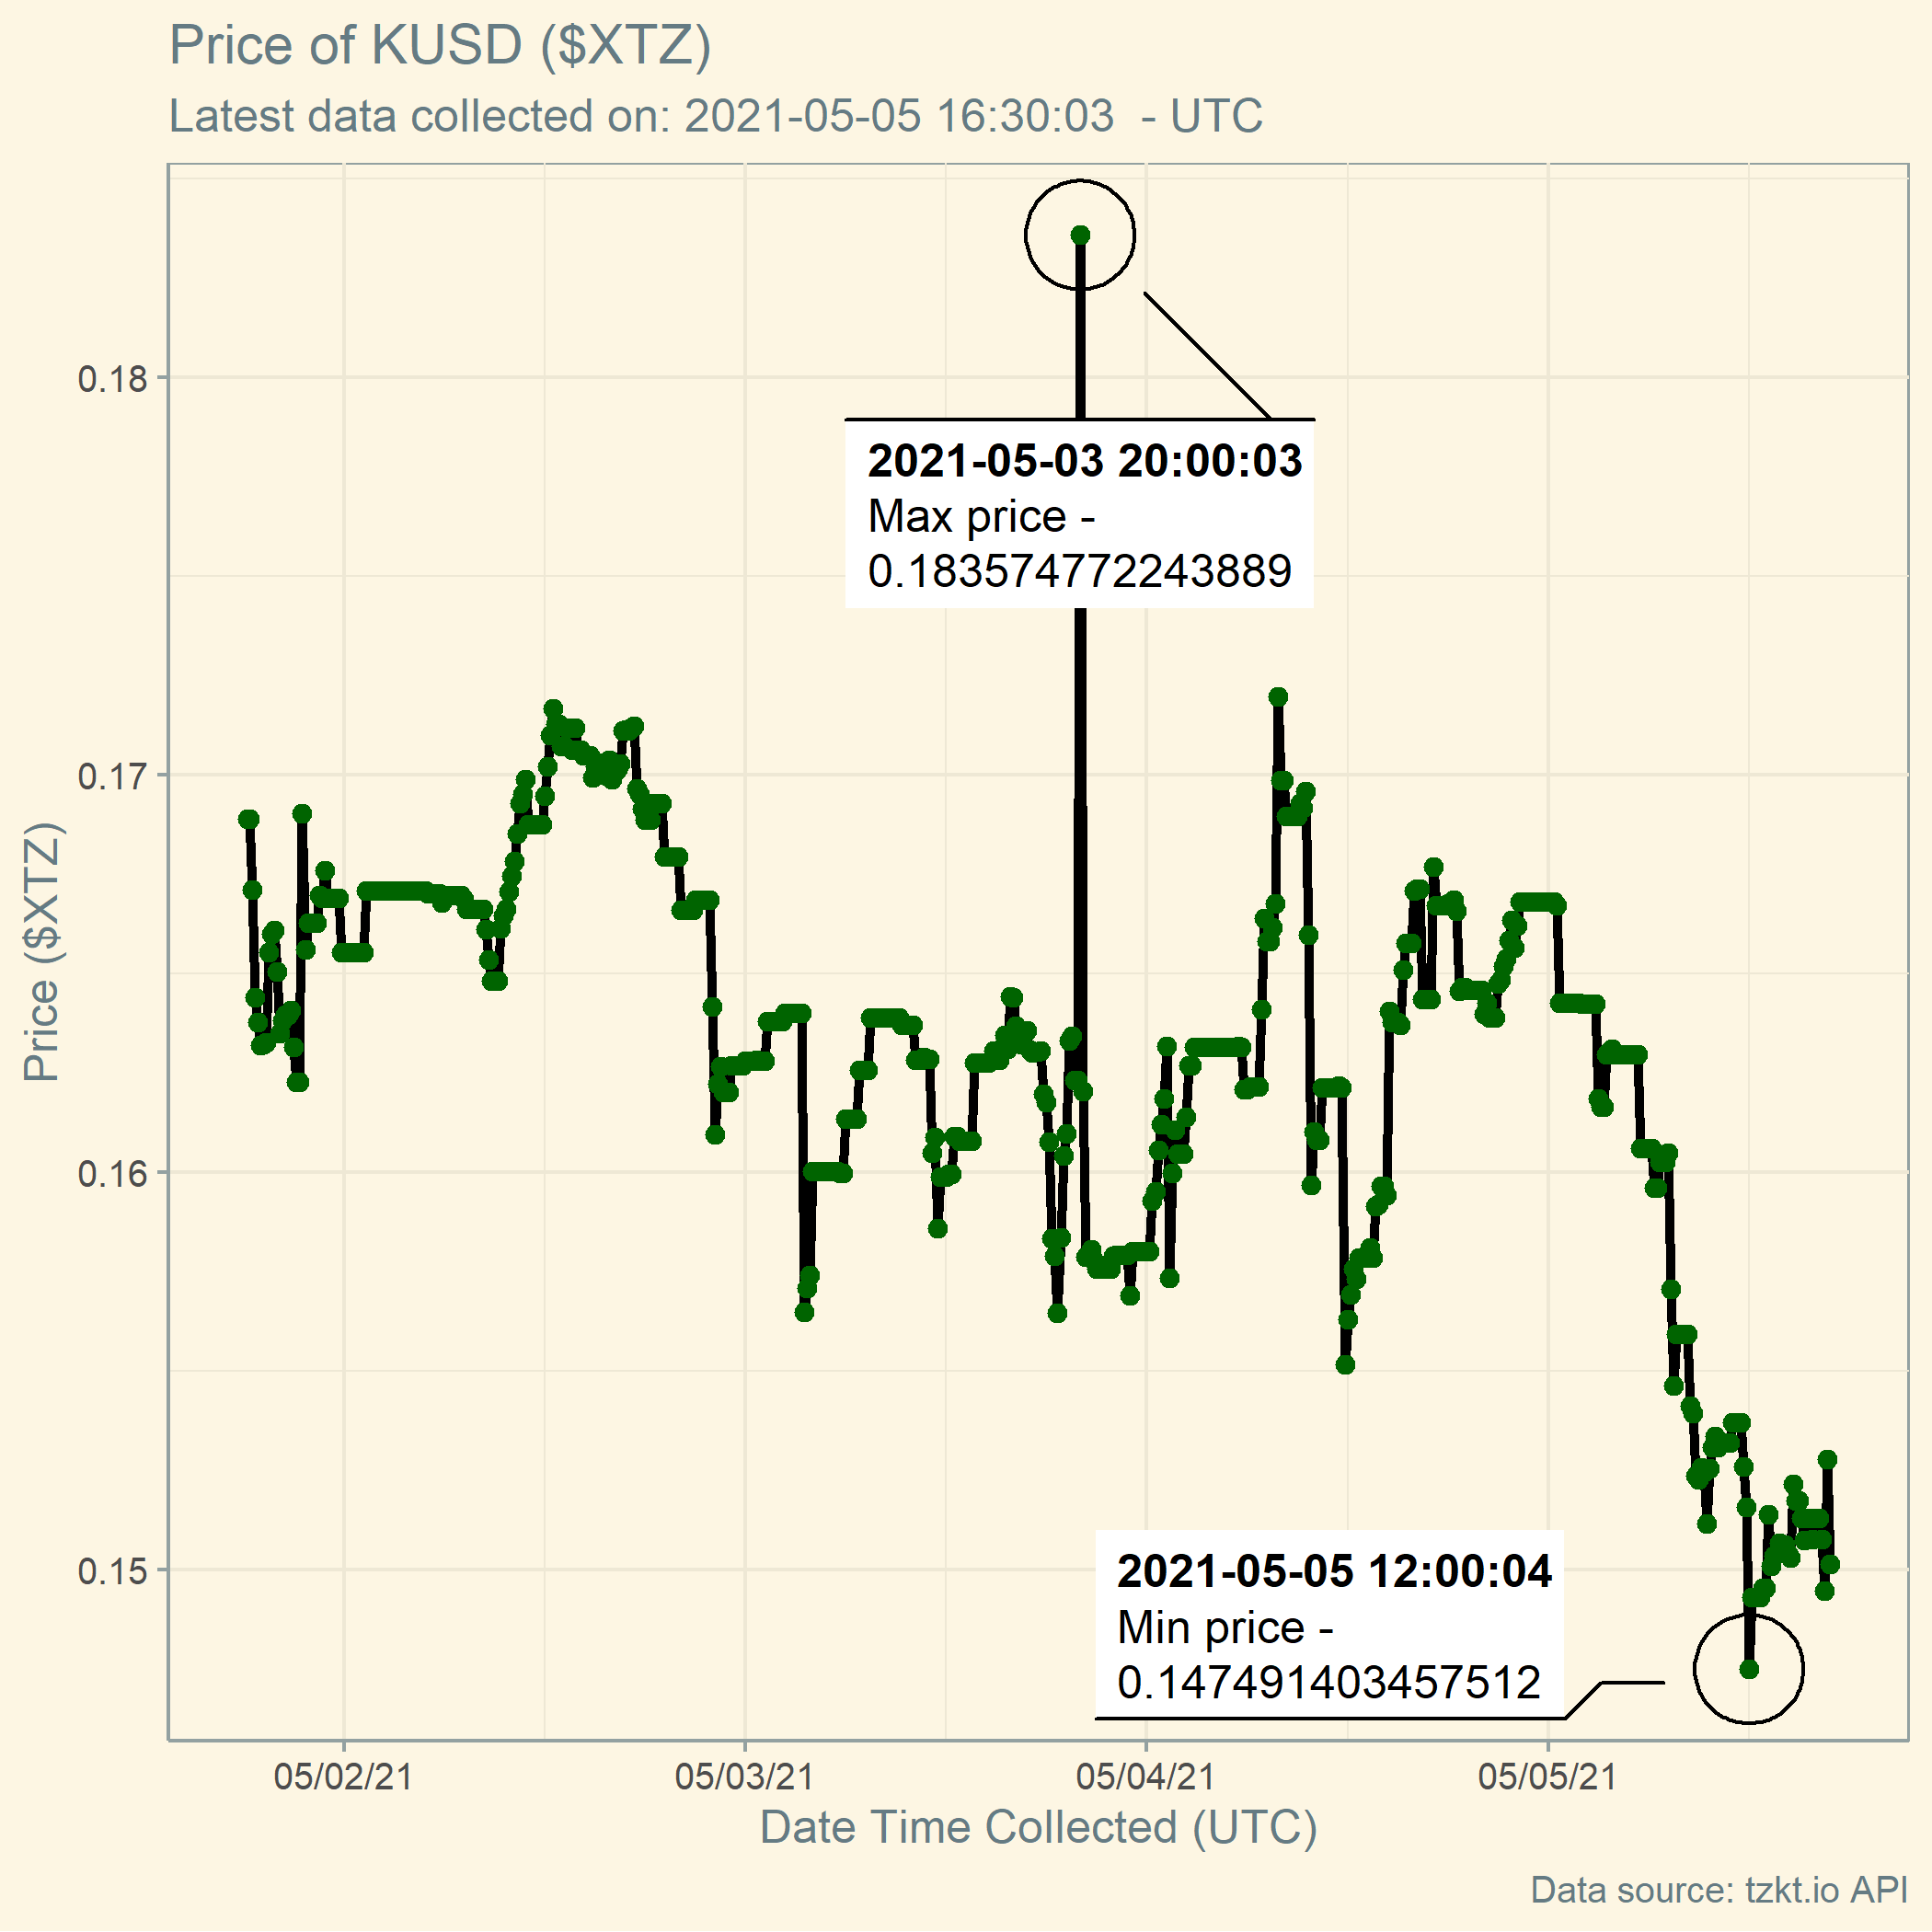 Price of KUSD ($XTZ)
Latest data collected on: 2021-05-05 16:30:03  - UTC
0.18
0.17
0.16
0.15
Price ($XTZ)
2021-05-03 20:00:03
Max price -
0.183574772243889
2021-05-05 12:00:04
Min price -
0.147491403457512
05/02/21
05/03/21
05/04/21
05/05/21
Date Time Collected (UTC)
Data source: tzkt.io API